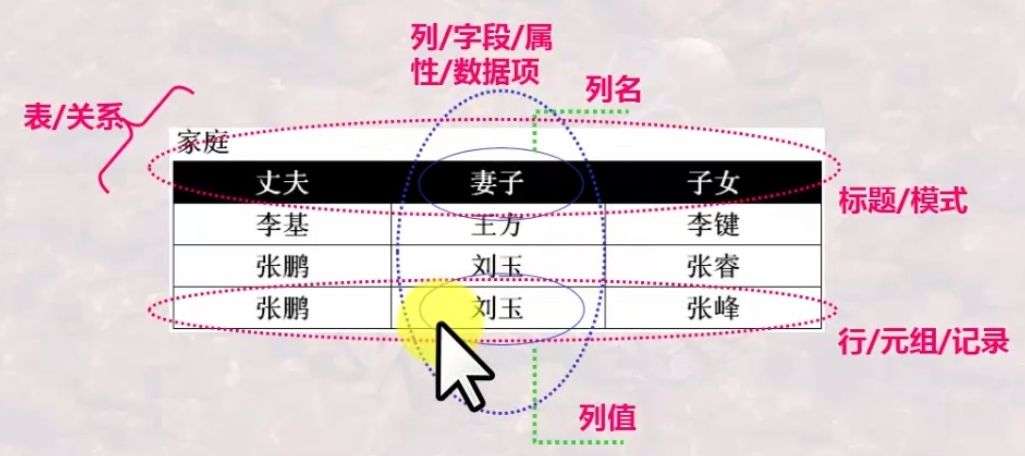 列/字段/属
性/数据项
列名
表/关系
家庭
丈夫 妻子 子女
标题/模式
李基 王方 李键
张鹏 刘玉 张睿
张鹏 刘玉 张峰
行/元组/记录
列值